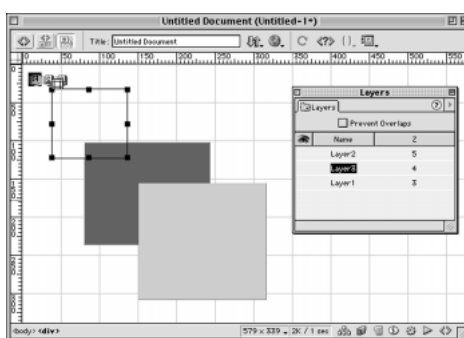 Untitled Document (Untitled-1*)
Title: Untitled Document
0 50 100 150 200 250 300 350 400 450 500 550
Layers
Layers
Prevent Overlaps
Name Z
Layer2 5
Layer3 4
Layer1 3
<body> <div> 579 x 339 2K / 1 sec